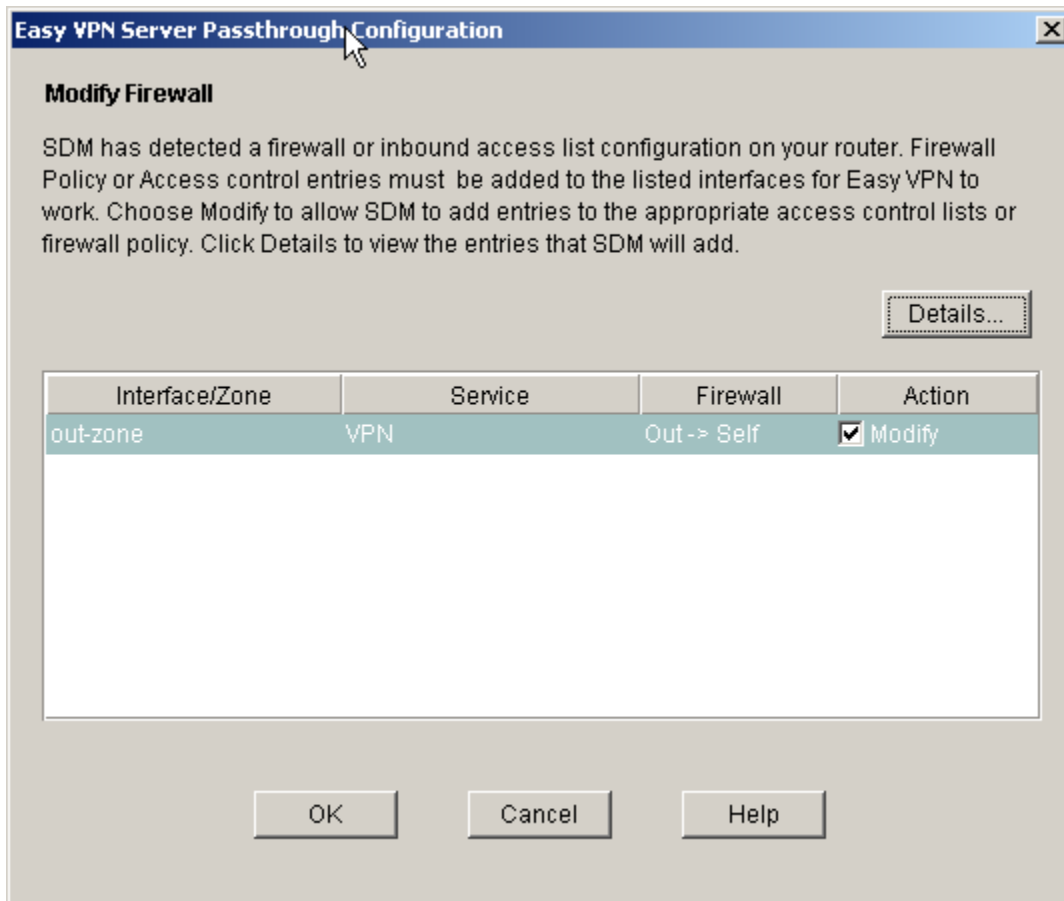 Easy VPN Server Passthrough Configuration
Modify Firewall
SDM has detected a firewall or inbound access list configuration on your router. Firewall
Policy or Access control entries must  be added to the listed interfaces for Easy VPN to
work. Choose Modify to allow SDM to add entries to the appropriate access control lists or
firewall policy. Click Details to view the entries that SDM will add.
Details...
Interface/Zone Service Firewall Action
out-zone VPN Out -> Self Modify
OK Cancel Help